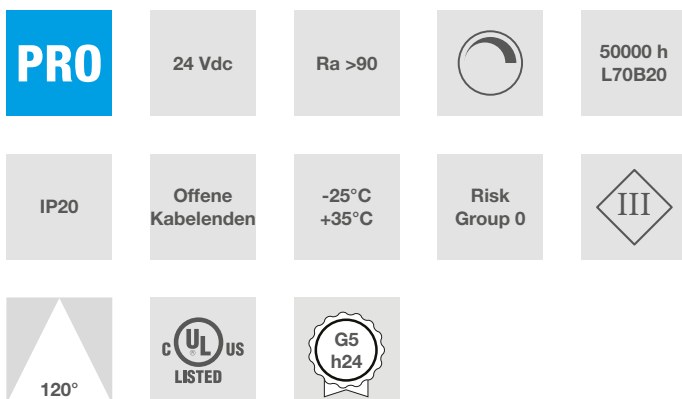 PRO
24 Vdc
Ra >90
50000 h
L70B20
IP20
Offene
Kabelenden
-25°C
+35°C
Risk
Group 0
III
120°
C UL® US
LISTED
G5
h24